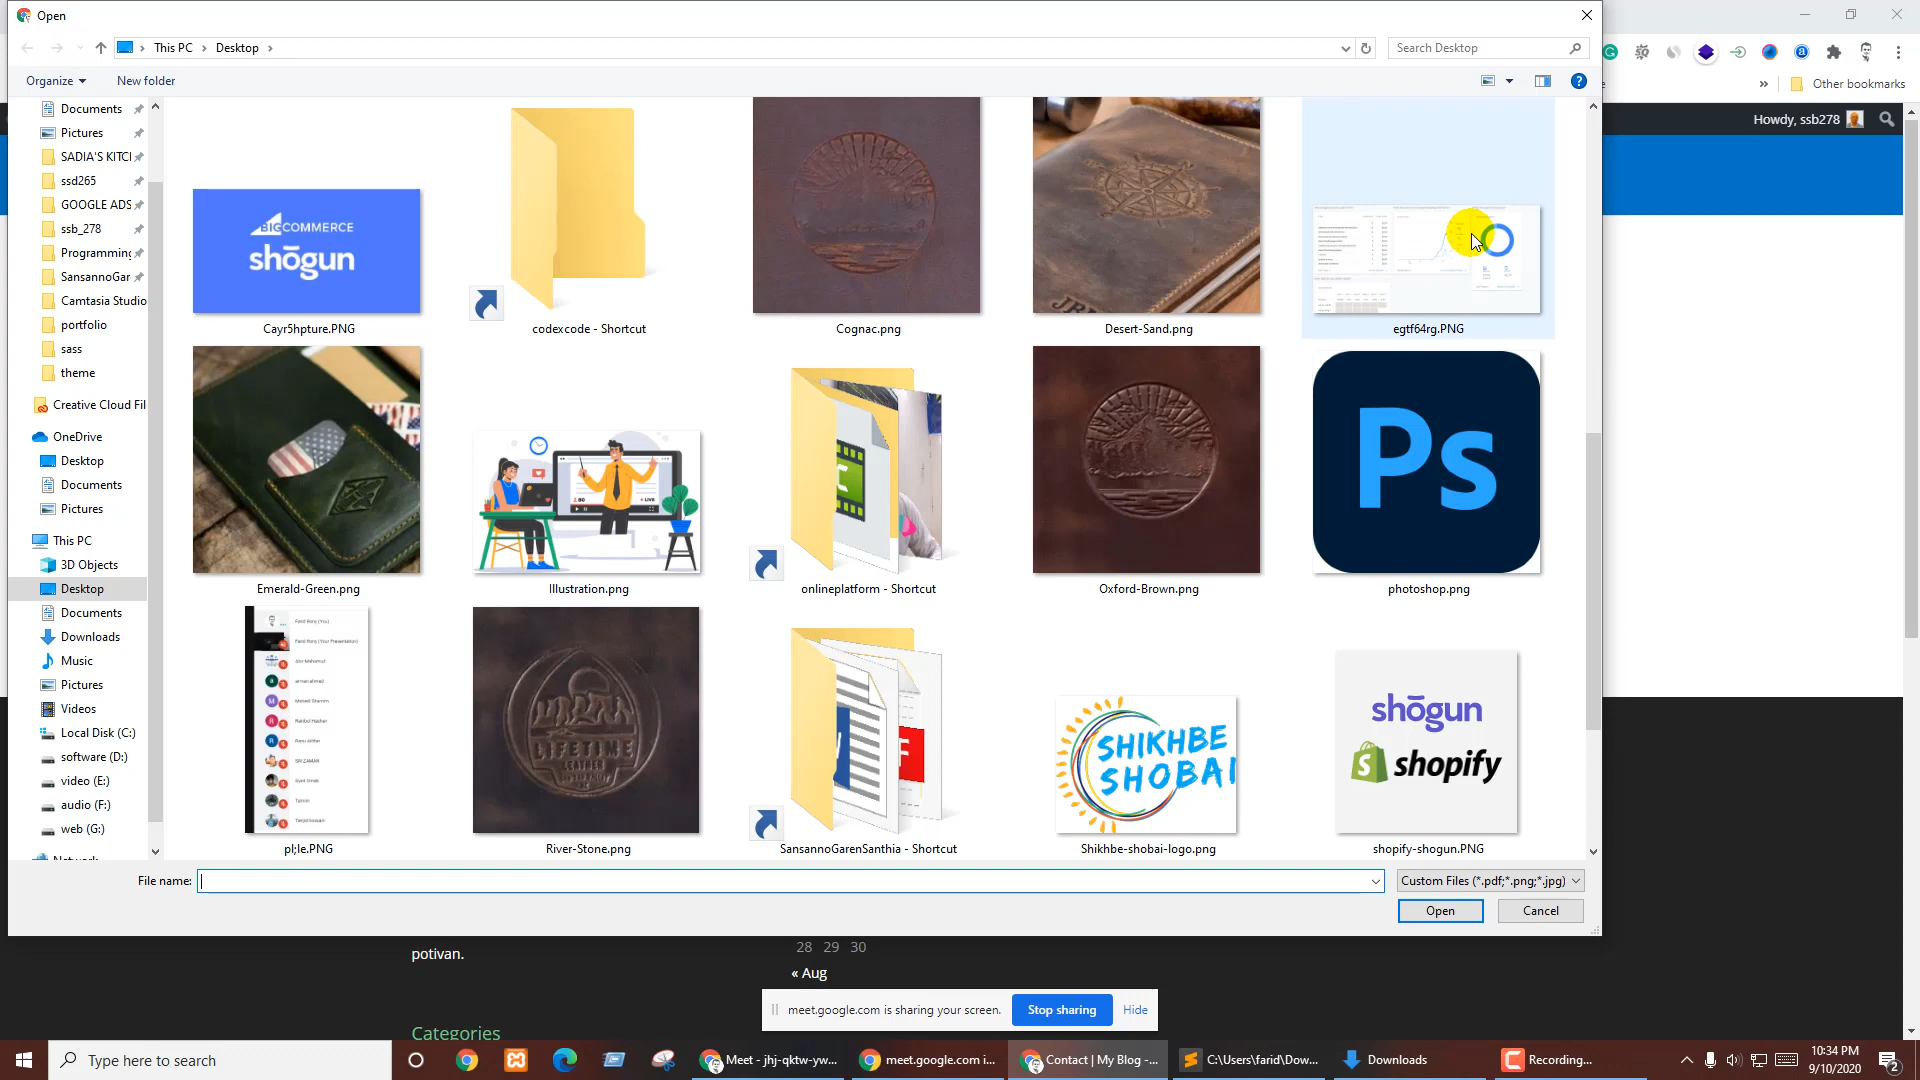 Open
This PC
Desktop
Search Desktop
Organize
New folder
Other bookmarks
Howdy, ssb278
Documents
Pictures
SADIA'S KITC
ssd265
GOOGLE ADS
ssb_278
Programming
SansannoGar
Camtasia Studio
portfolio
sass
theme
Creative Cloud Fil
OneDrive
Desktop
Documents
Pictures
This PC
3D Objects
Desktop
Documents
Downloads
Music
Pictures
Videos
Local Disk (C:)
software (D:)
video (E:)
audio (F:)
web (G:)
BIGCOMMERCE
shōgun
Cayr5hpture.PNG
codexcode - Shortcut
Cognac.png
Desert-Sand.png
egtf64rg.PNG
Emerald-Green.png
Illustration.png
onlineplatform - Shortcut
Oxford-Brown.png
Ps
photoshop.png
pl;le.PNG
LIFETIME
LEATHER
River-Stone.png
SansannoGarenSanthia - Shortcut
SHIKHBE
SHOBAI
Shikhbe-shobai-logo.png
shōgun
shopify
shopify-shogun.PNG
File name:
Custom Files (*.pdf;*.png;*.jpg)
Open
Cancel
potivan.
28 29 30
« Aug
Categories
meet.google.com is sharing your screen.
Stop sharing
Hide
Type here to search
Meet - jhj-qktw-yw...
meet.google.com i...
Contact | My Blog -...
C:\Users\farid\Dow...
Downloads
Recording...
10:34 PM
9/10/2020
2